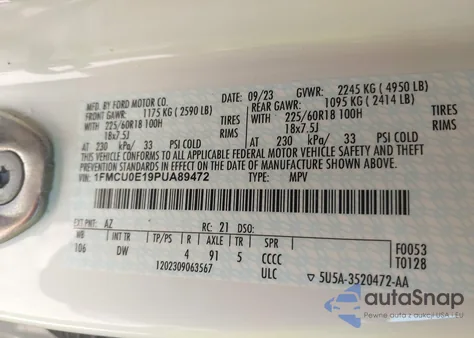 MFD. BY FORD MOTOR CO. 09/23 GVWR: 2245 KG ( 4950 LB)
FRONT GAWR: 1175 KG ( 2590 LB) REAR GAWR: 1095 KG ( 2414 LB)
WITH 225/60R18 100H TIRES WITH 225/60R18 100H TIRES
18x7.5J RIMS 18x7.5J RIMS
AT 230 kPa/ 33 PSI COLD AT 230 kPa/ 33 PSI COLD
THIS VEHICLE CONFORMS TO ALL APPLICABLE FEDERAL MOTOR VEHICLE SAFETY AND THEFT PREVENTION STANDARDS IN EFFECT ON THE
DATE OF MANUFACTURE SHOWN ABOVE.
VIN: 1FMCU0E19PUA89472 TYPE: MPV
EXT PNT: AZ RC: 21 DSO: F0053
WB INT TR TP/PS R AXLE TR SPR T0128
106 DW 4 91 5 CCCC
1202309063567 ULC 5U5A-3520472-AA
autaSnap
Pewne auta z USA i EU